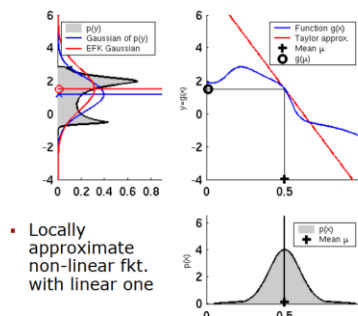 6
4
2
0
-2
-4
0
0.2
0.4
0.6
0.8
p(y)
Gaussian of p(y)
EFK Gaussian
6
4
2
0
-2
-4
y=g(x)
0
0.5
Function g(x)
Taylor approx.
Mean μ
g(μ)
▪ Locally
approximate
non-linear fkt.
with linear one
p(x)
6
4
2
0
0
0.5
p(x)
Mean μ